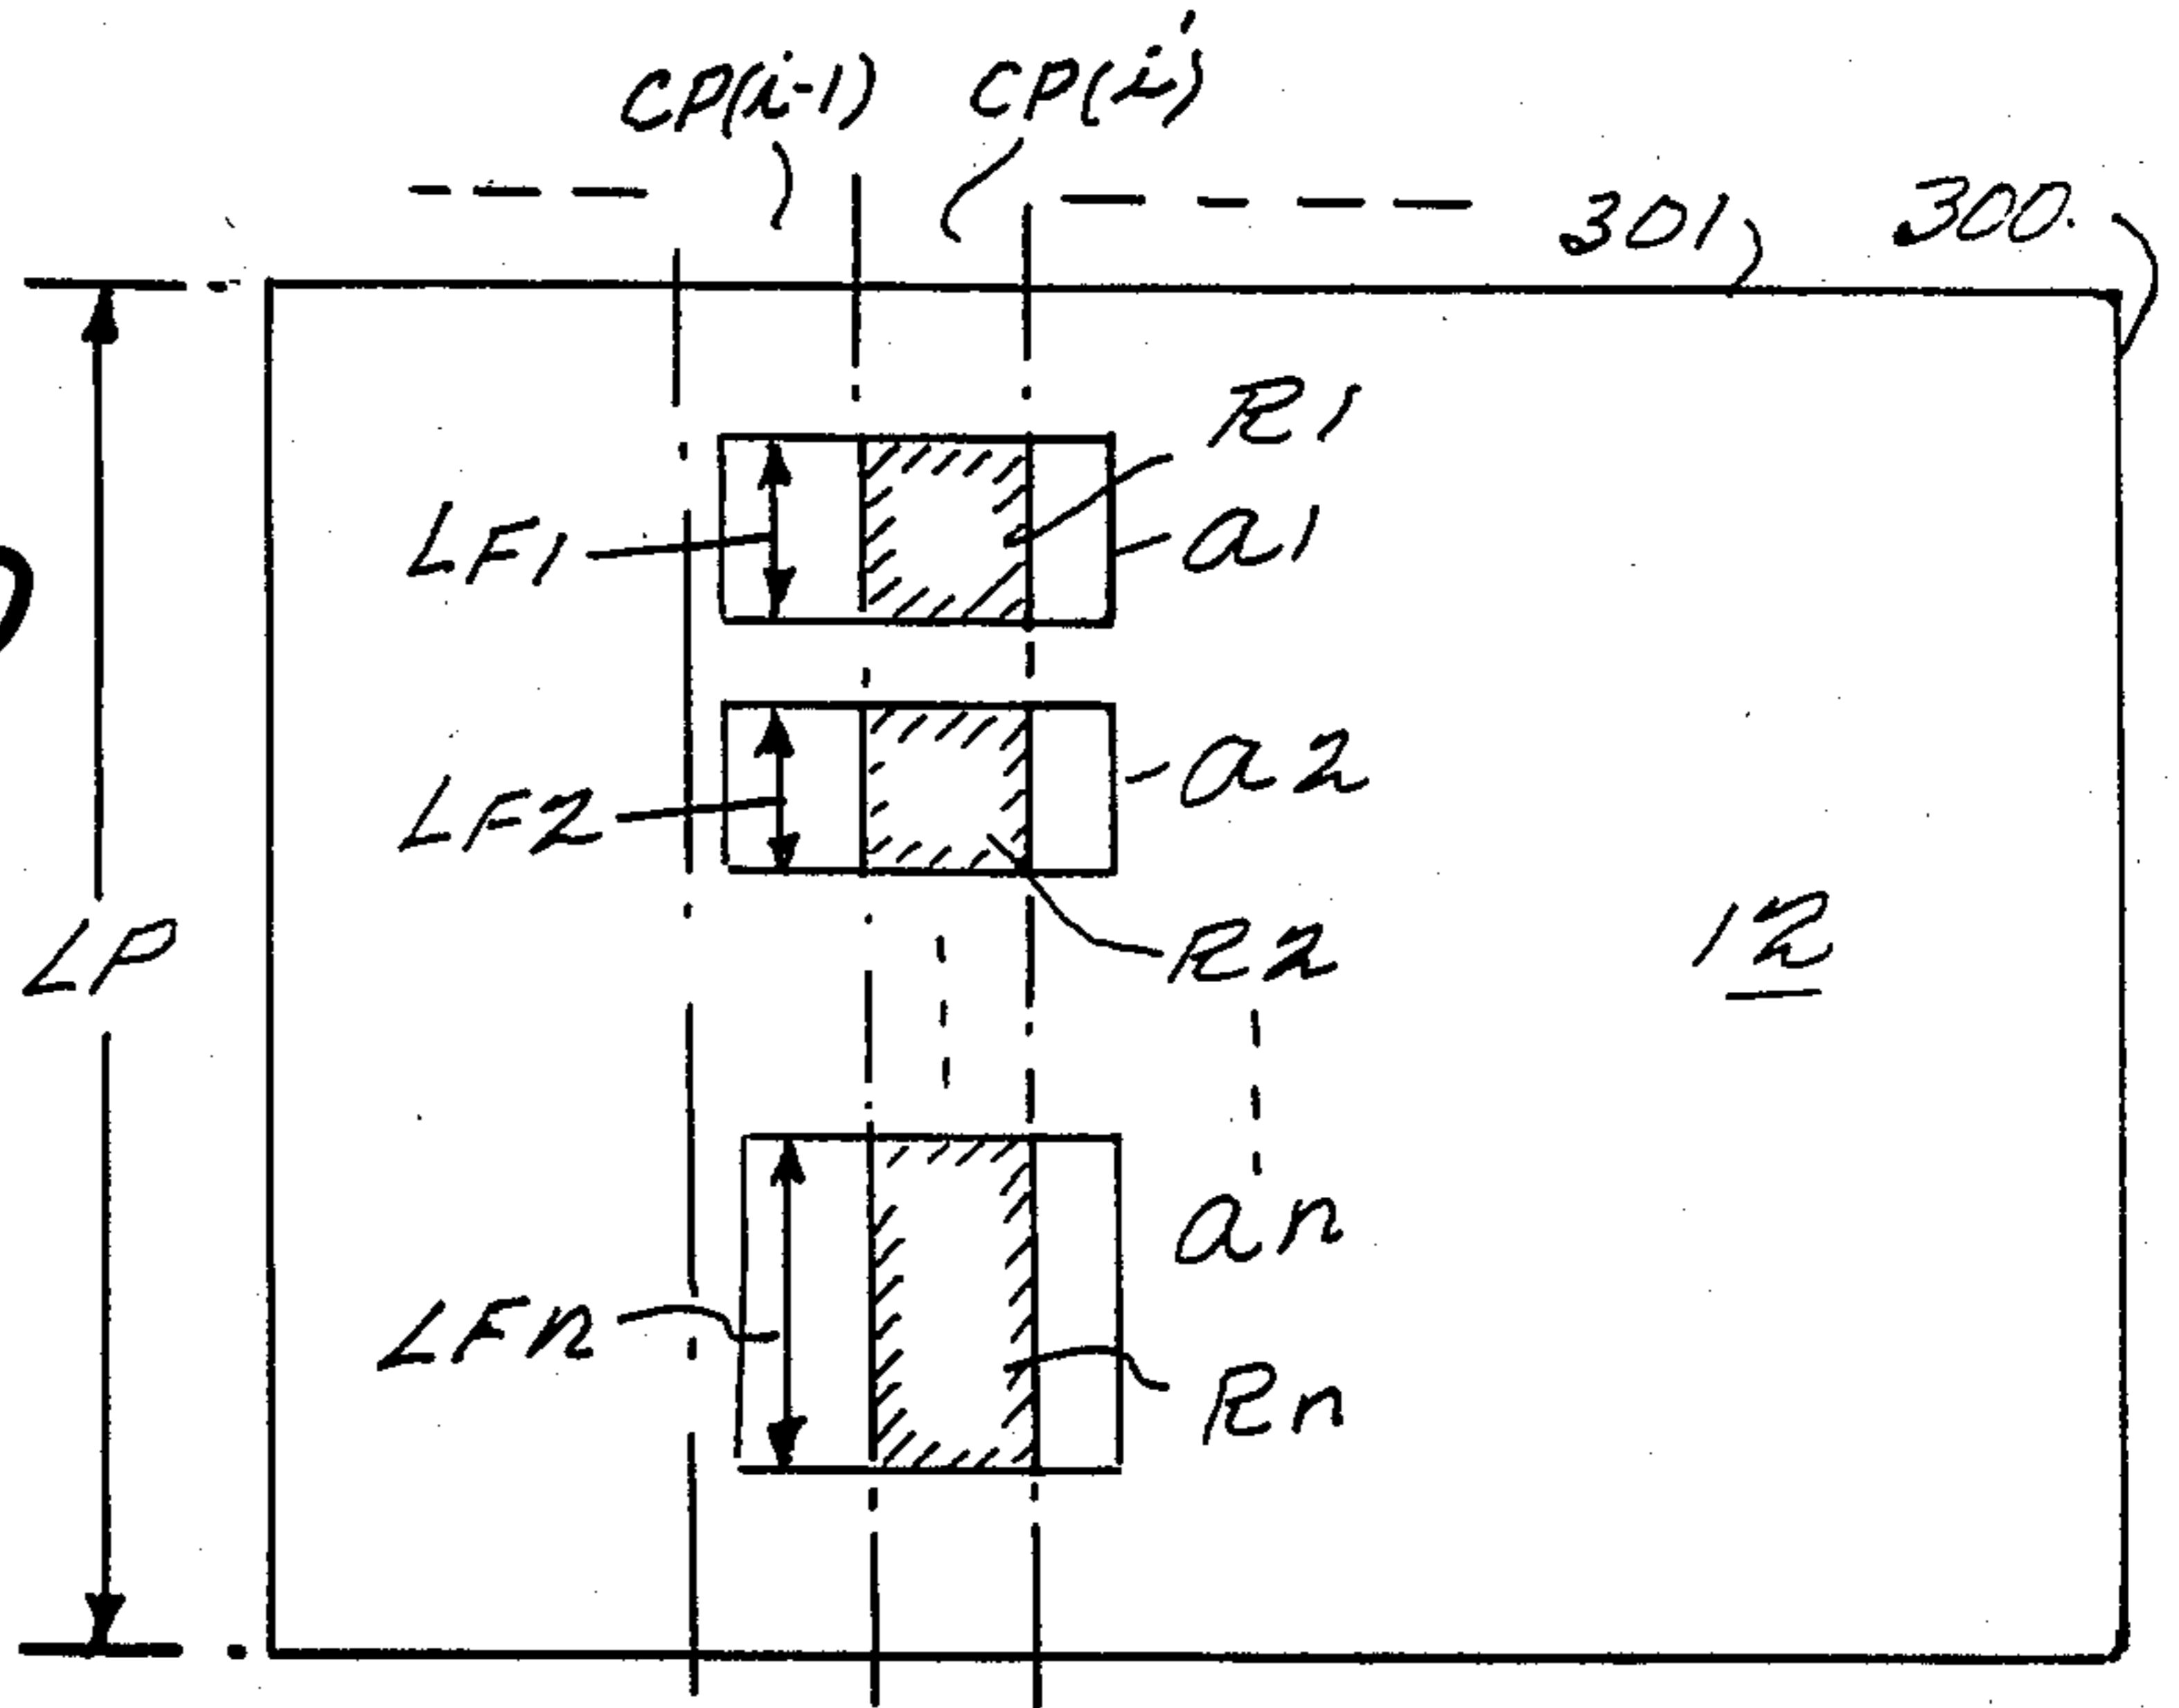 CP(i-1) CP(i)
301 300.
R1
LF1 a1
a2
LF2
R2
LP 12
an
LFn
Rn